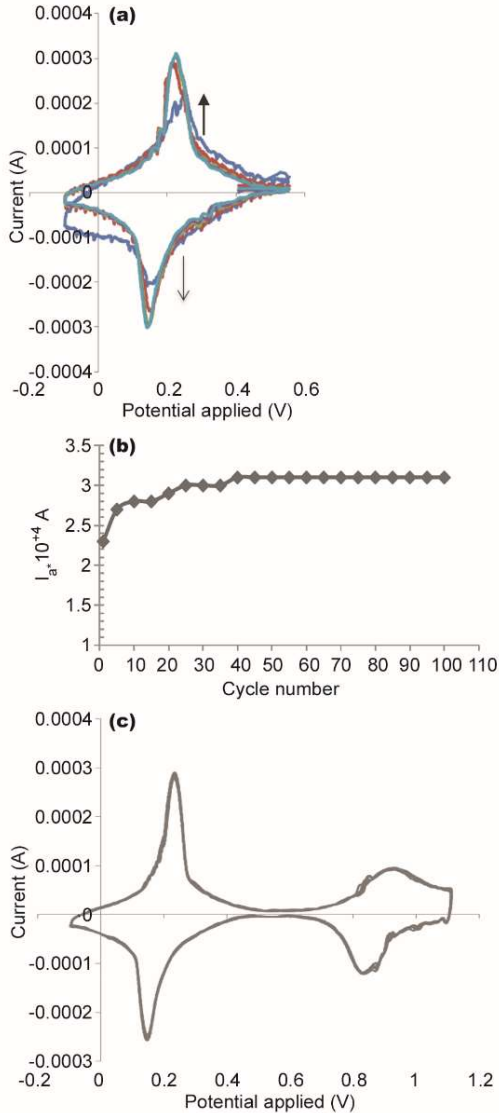 (a)
0.0004
0.0003
0.0002
0.0001
0
-0.0001
-0.0002
-0.0003
-0.0004
Current (A)
-0.2 0 0.2 0.4 0.6
Potential applied (V)
(b)
3.5
3
2.5
2
1.5
1
Ia*10+4 A
0 10 20 30 40 50 60 70 80 90 100 110
Cycle number
(c)
0.0004
0.0003
0.0002
0.0001
0
-0.0001
-0.0002
-0.0003
Current (A)
-0.2 0 0.2 0.4 0.6 0.8 1 1.2
Potential applied (V)